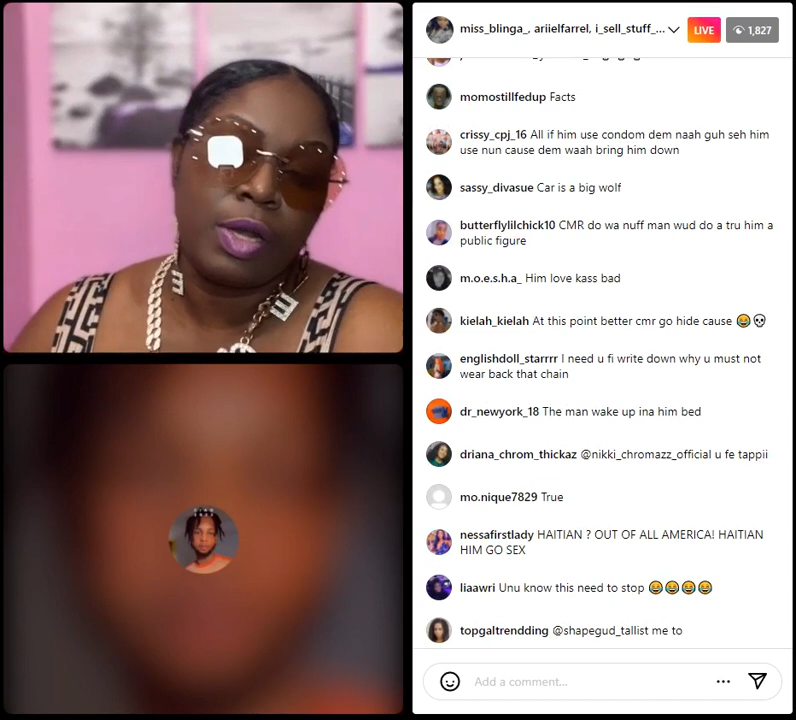 miss_blinga_, ariielfarrel, i_sell_stuff_...
LIVE
1,827
momostillfedup Facts
crissy_cpj_16 All if him use condom dem naah guh seh him
use nun cause dem waah bring him down
sassy_divasue Car is a big wolf
butterflylilchick10 CMR do wa nuff man wud do a tru him a
public figure
m.o.e.s.h.a_ Him love kass bad
kielah_kielah At this point better cmr go hide cause 😂💀
englishdoll_starrrr I need u fi write down why u must not
wear back that chain
dr_newyork_18 The man wake up ina him bed
driana_chrom_thickaz @nikki_chromazz_official u fe tappii
mo.nique7829 True
nessafirstlady HAITIAN ? OUT OF ALL AMERICA! HAITIAN
HIM GO SEX
liaawri Unu know this need to stop 😂😂😂😂
topgaltrendding @shapegud_tallist me to
Add a comment...